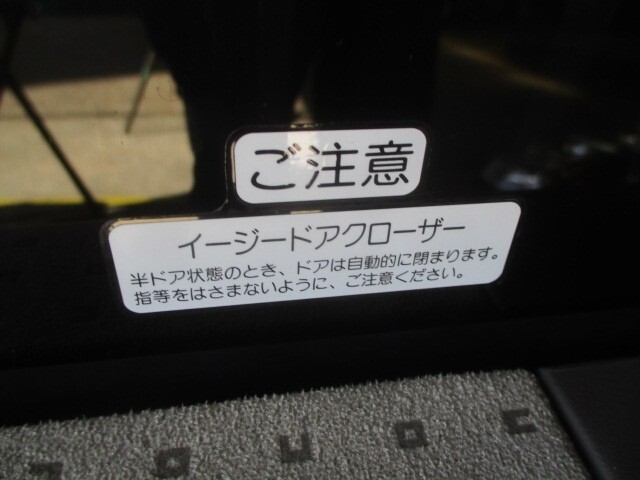 ご注意
イージードアクローザー
半ドア状態のとき、ドアは自動的に閉まります。
指等をはさまないように、ご注意ください。